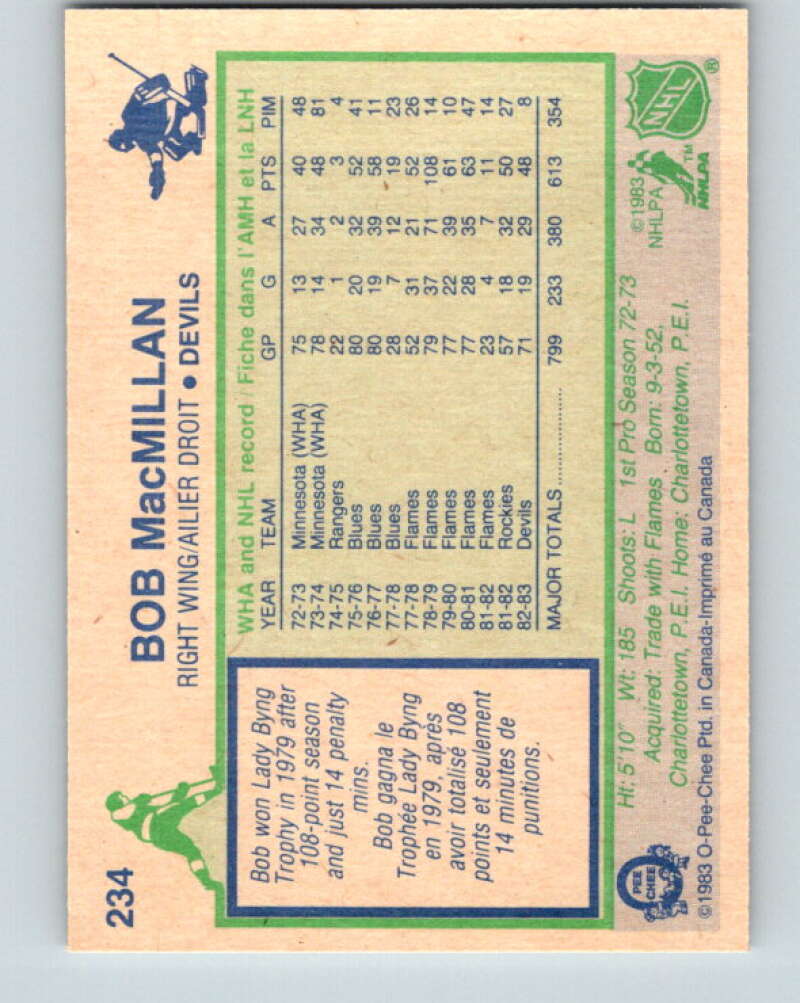 234
BOB MacMILLAN
RIGHT WING/AILIER DROIT • DEVILS
Bob won Lady Byng
Trophy in 1979 after
108-point season
and just 14 penalty
mins.
Bob gagna le
Trophée Lady Byng
en 1979, après
avoir totalisé 108
points et seulement
14 minutes de
punitions.
WHA and NHL record / Fiche dans l'AMH et la LNH
YEAR TEAM GP G A PTS PIM
72-73 Minnesota (WHA) 75 13 27 40 48
73-74 Minnesota (WHA) 78 14 34 48 81
74-75 Rangers 22 1 2 3 4
75-76 Blues 80 20 32 52 41
76-77 Blues 80 19 39 58 11
77-78 Blues 28 7 12 19 23
77-78 Flames 52 31 21 52 26
78-79 Flames 79 37 71 108 14
79-80 Flames 77 22 39 61 10
80-81 Flames 77 28 35 63 47
81-82 Flames 23 4 7 11 14
81-82 Rockies 57 18 32 50 27
82-83 Devils 71 19 29 48 8
MAJOR TOTALS.................... 799 233 380 613 354
Ht: 5'10" Wt: 185 Shoots: L 1st Pro Season 72-73
Acquired: Trade with Flames Born: 9-3-52,
Charlottetown, P.E.I. Home: Charlottetown, P.E.I.
©1983 O-Pee-Chee Ptd. in Canada-Imprimé au Canada
O
PEE
CHEE
©1983
NHLPA
NHLPA™
NHL®